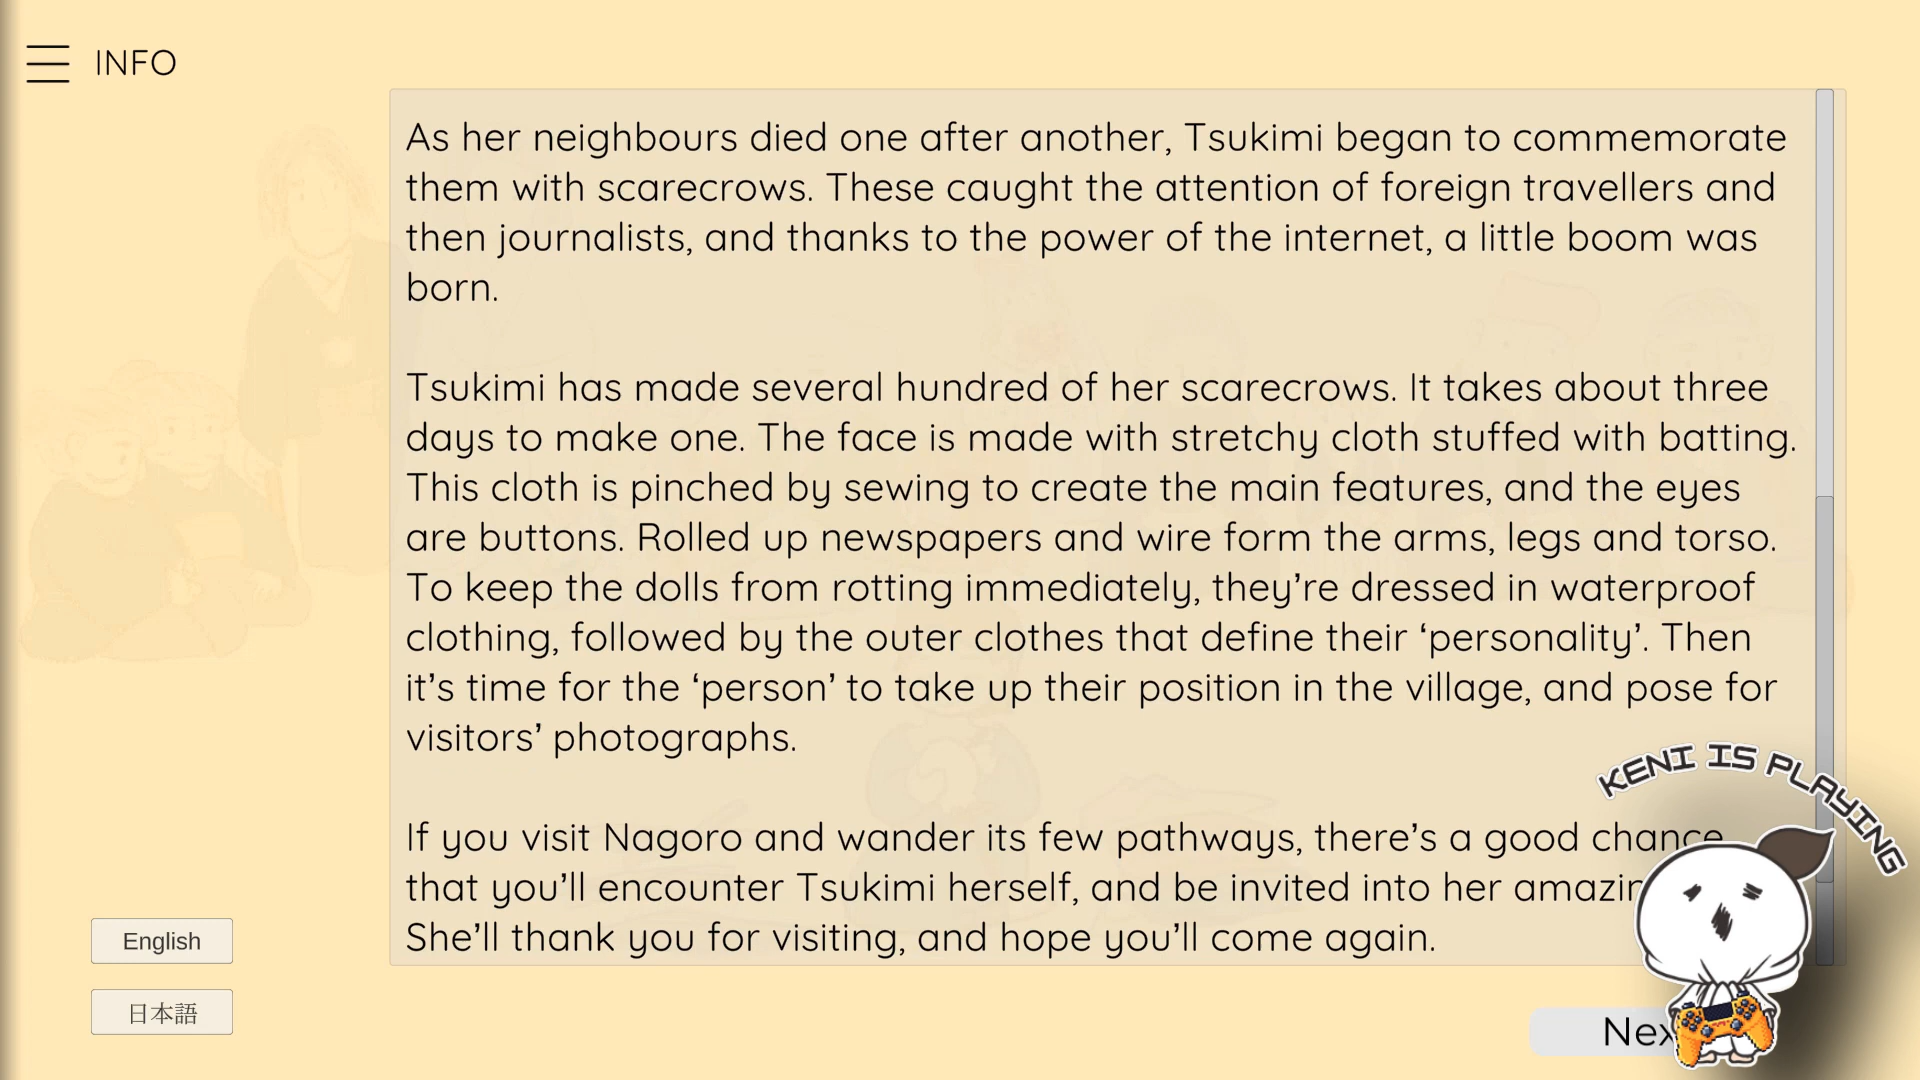 INFO
As her neighbours died one after another, Tsukimi began to commemorate
them with scarecrows. These caught the attention of foreign travellers and
then journalists, and thanks to the power of the internet, a little boom was
born.
Tsukimi has made several hundred of her scarecrows. It takes about three
days to make one. The face is made with stretchy cloth stuffed with batting.
This cloth is pinched by sewing to create the main features, and the eyes
are buttons. Rolled up newspapers and wire form the arms, legs and torso.
To keep the dolls from rotting immediately, they’re dressed in waterproof
clothing, followed by the outer clothes that define their ‘personality’. Then
it’s time for the ‘person’ to take up their position in the village, and pose for
visitors’ photographs.
If you visit Nagoro and wander its few pathways, there’s a good chance
that you’ll encounter Tsukimi herself, and be invited into her
She’ll thank you for visiting, and hope you’ll come again.
KENI IS PLAYING
English
日本語